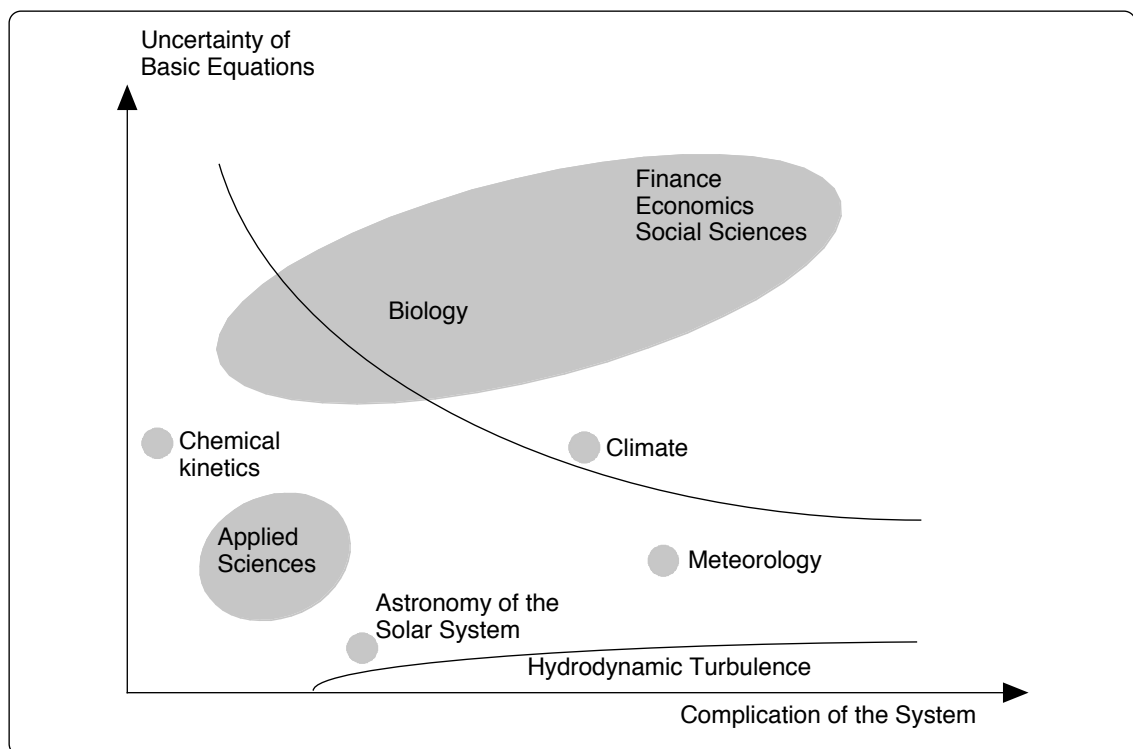 Uncertainty of
Basic Equations
Finance
Economics
Social Sciences
Biology
Chemical
kinetics
Climate
Applied
Sciences
Meteorology
Astronomy of the
Solar System
Hydrodynamic Turbulence
Complication of the System